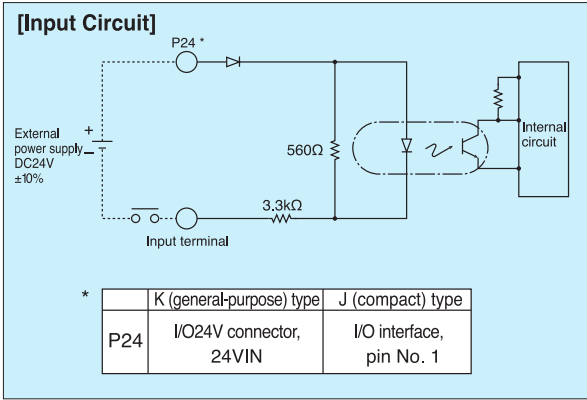 [Input Circuit]
P24 *
External
power supply
DC24V
±10%
+
−
560Ω
Internal
circuit
3.3kΩ
Input terminal
*
K (general-purpose) type J (compact) type
P24
I/O24V connector,
24VIN
I/O interface,
pin No. 1